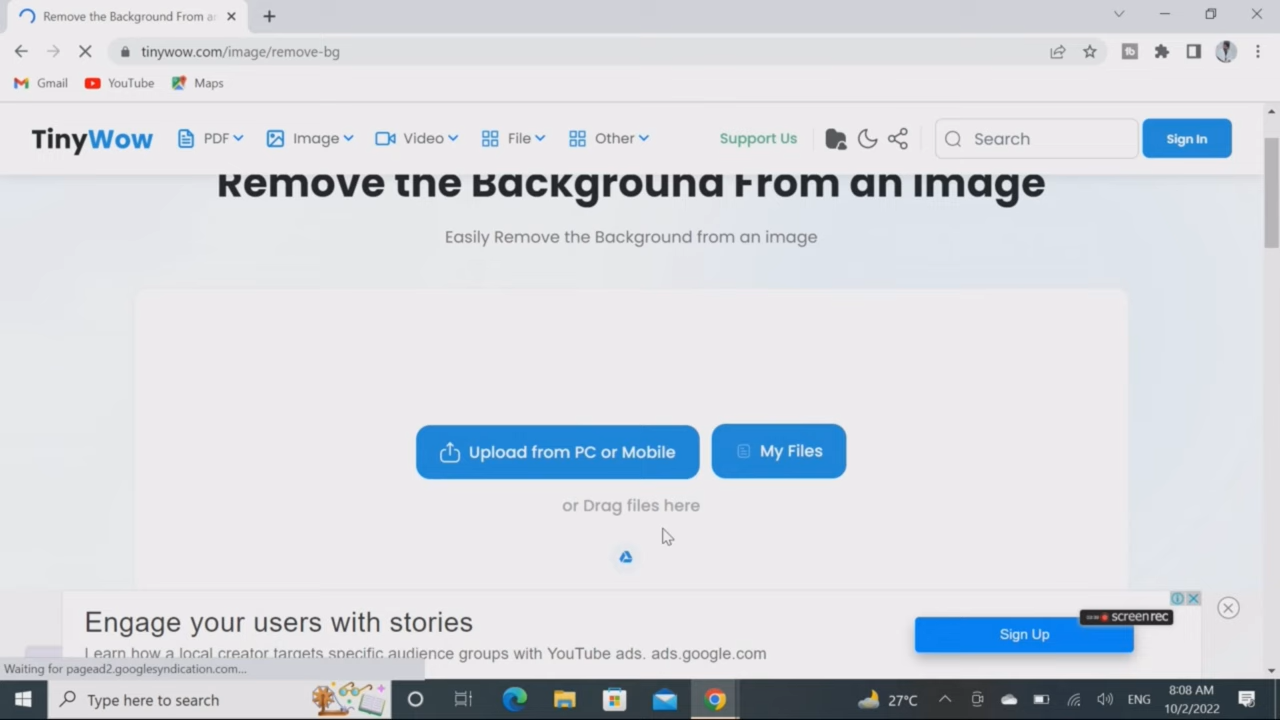 Remove the Background From an
tinywow.com/image/remove-bg
Gmail YouTube Maps
TinyWow PDF Image Video File Other Support Us Search Sign In
Remove the Background From an Image
Easily Remove the Background from an image
Upload from PC or Mobile My Files
or Drag files here
Engage your users with stories
Learn how a local creator targets specific audience groups with YouTube ads. ads.google.com
Sign Up
screenrec
Waiting for pagead2.googlesyndication.com...
Type here to search 27°C ENG 8:08 AM
10/2/2022